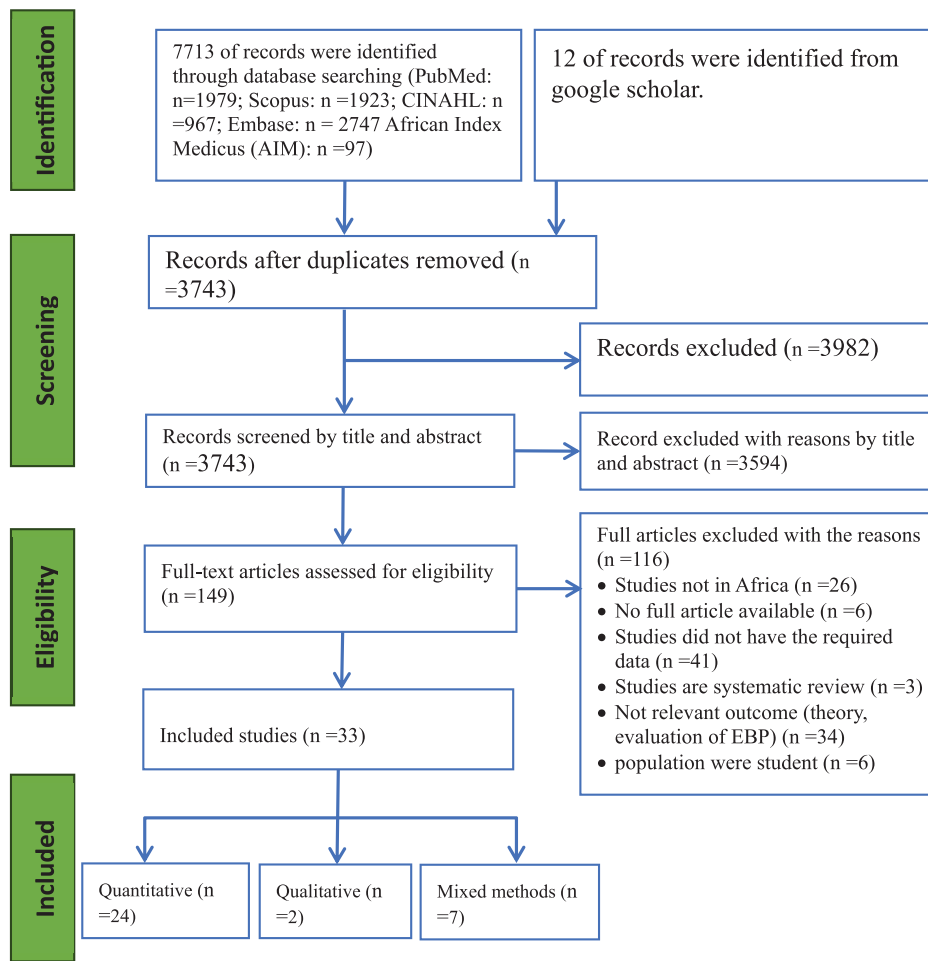 Identification
7713 of records were identified
through database searching (PubMed:
n=1979; Scopus: n =1923; CINAHL: n
=967; Embase: n = 2747 African Index
Medicus (AIM): n =97)
12 of records were identified from
google scholar.
Screening
Records after duplicates removed (n
=3743)
Records excluded (n =3982)
Records screened by title and abstract
(n =3743)
Record excluded with reasons by title
and abstract (n =3594)
Eligibility
Full-text articles assessed for eligibility
(n =149)
Full articles excluded with the reasons
(n =116)
• Studies not in Africa (n =26)
• No full article available (n =6)
• Studies did not have the required
data (n =41)
• Studies are systematic review (n =3)
• Not relevant outcome (theory,
evaluation of EBP) (n =34)
• population were student (n =6)
Included studies (n =33)
Included
Quantitative (n
=24)
Qualitative (n
=2)
Mixed methods (n
=7)